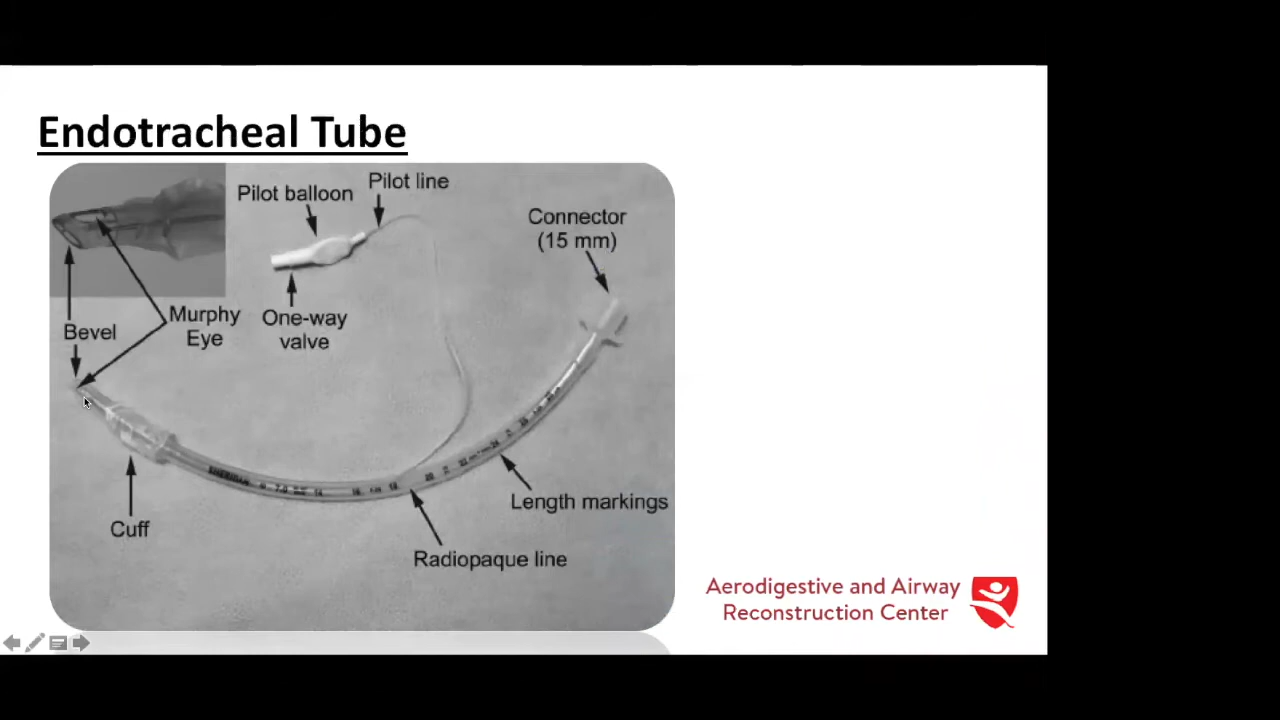 Endotracheal Tube
Pilot balloon
Pilot line
Connector
(15 mm)
Bevel
Murphy
Eye
One-way
valve
Cuff
Length markings
Radiopaque line
Aerodigestive and Airway
Reconstruction Center